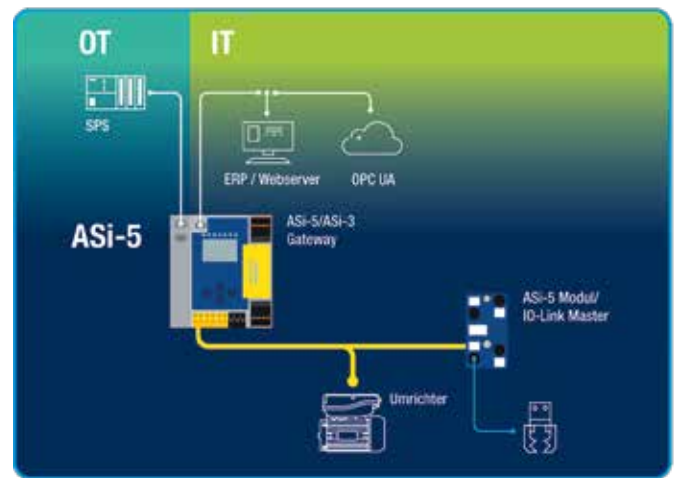 OT
IT
SPS
ERP / Webserver
OPC UA
ASi-5
ASi-5/ASi-3
Gateway
ASi-5 Modul/
IO-Link Master
Umrichter